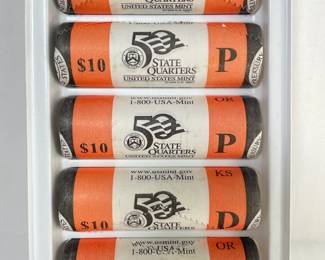 QUARTERS
UNITED STATES MINT
$10
50
STATE
QUARTERS
UNITED STATES MINT
P
www.usmint.gov
1-800-USA-Mint
OR
$10
50
STATE
QUARTERS
P
www.usmint.gov
1-800-USA-Mint
KS
$10
50
STATE
QUARTERS
D
www.usmint.gov
1-800-USA-Mint
OR